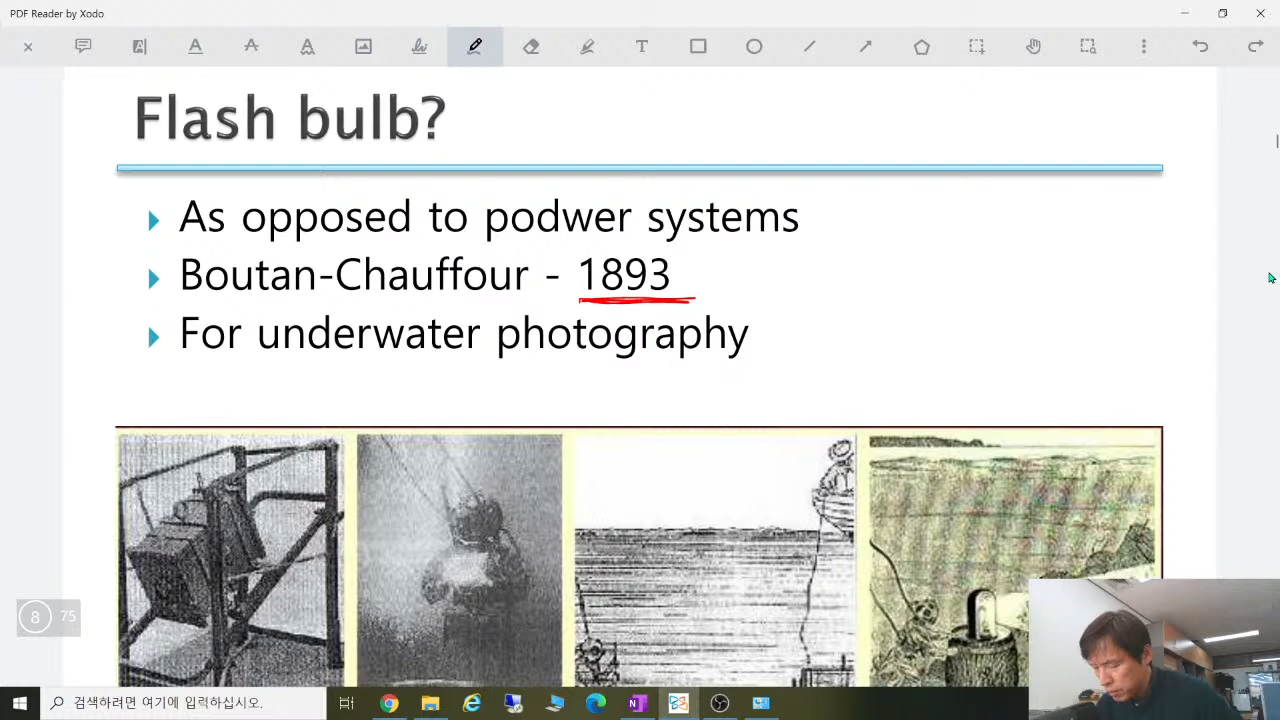 PDF Reader by Xodo
Flash bulb?
As opposed to podwer systems
Boutan-Chauffour - 1893
For underwater photography
8 75
검색하려면 여기에 입력하십시오.